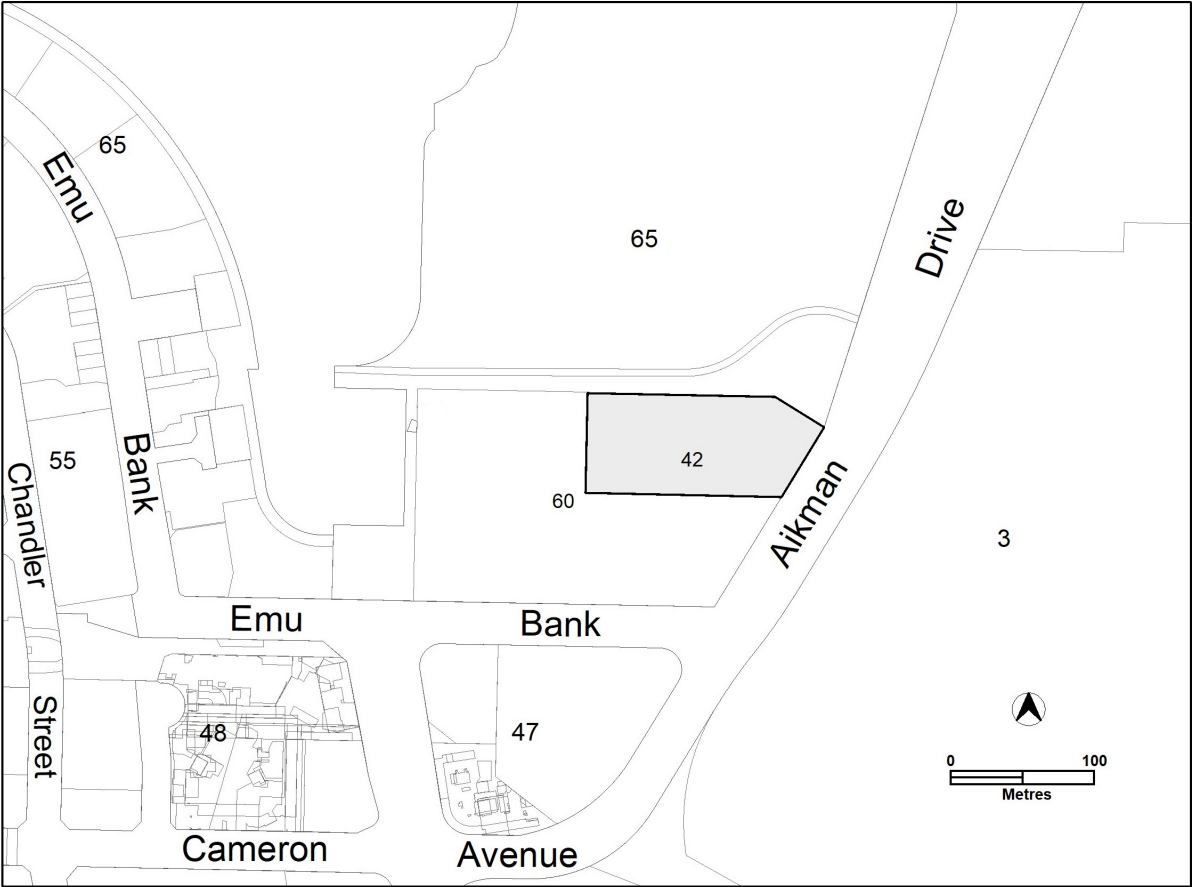 65
Emu
65
Drive
Bank
55
Chandler
42
60
Aikman
3
Emu
Bank
Street
48
47
0 100
Metres
Cameron
Avenue